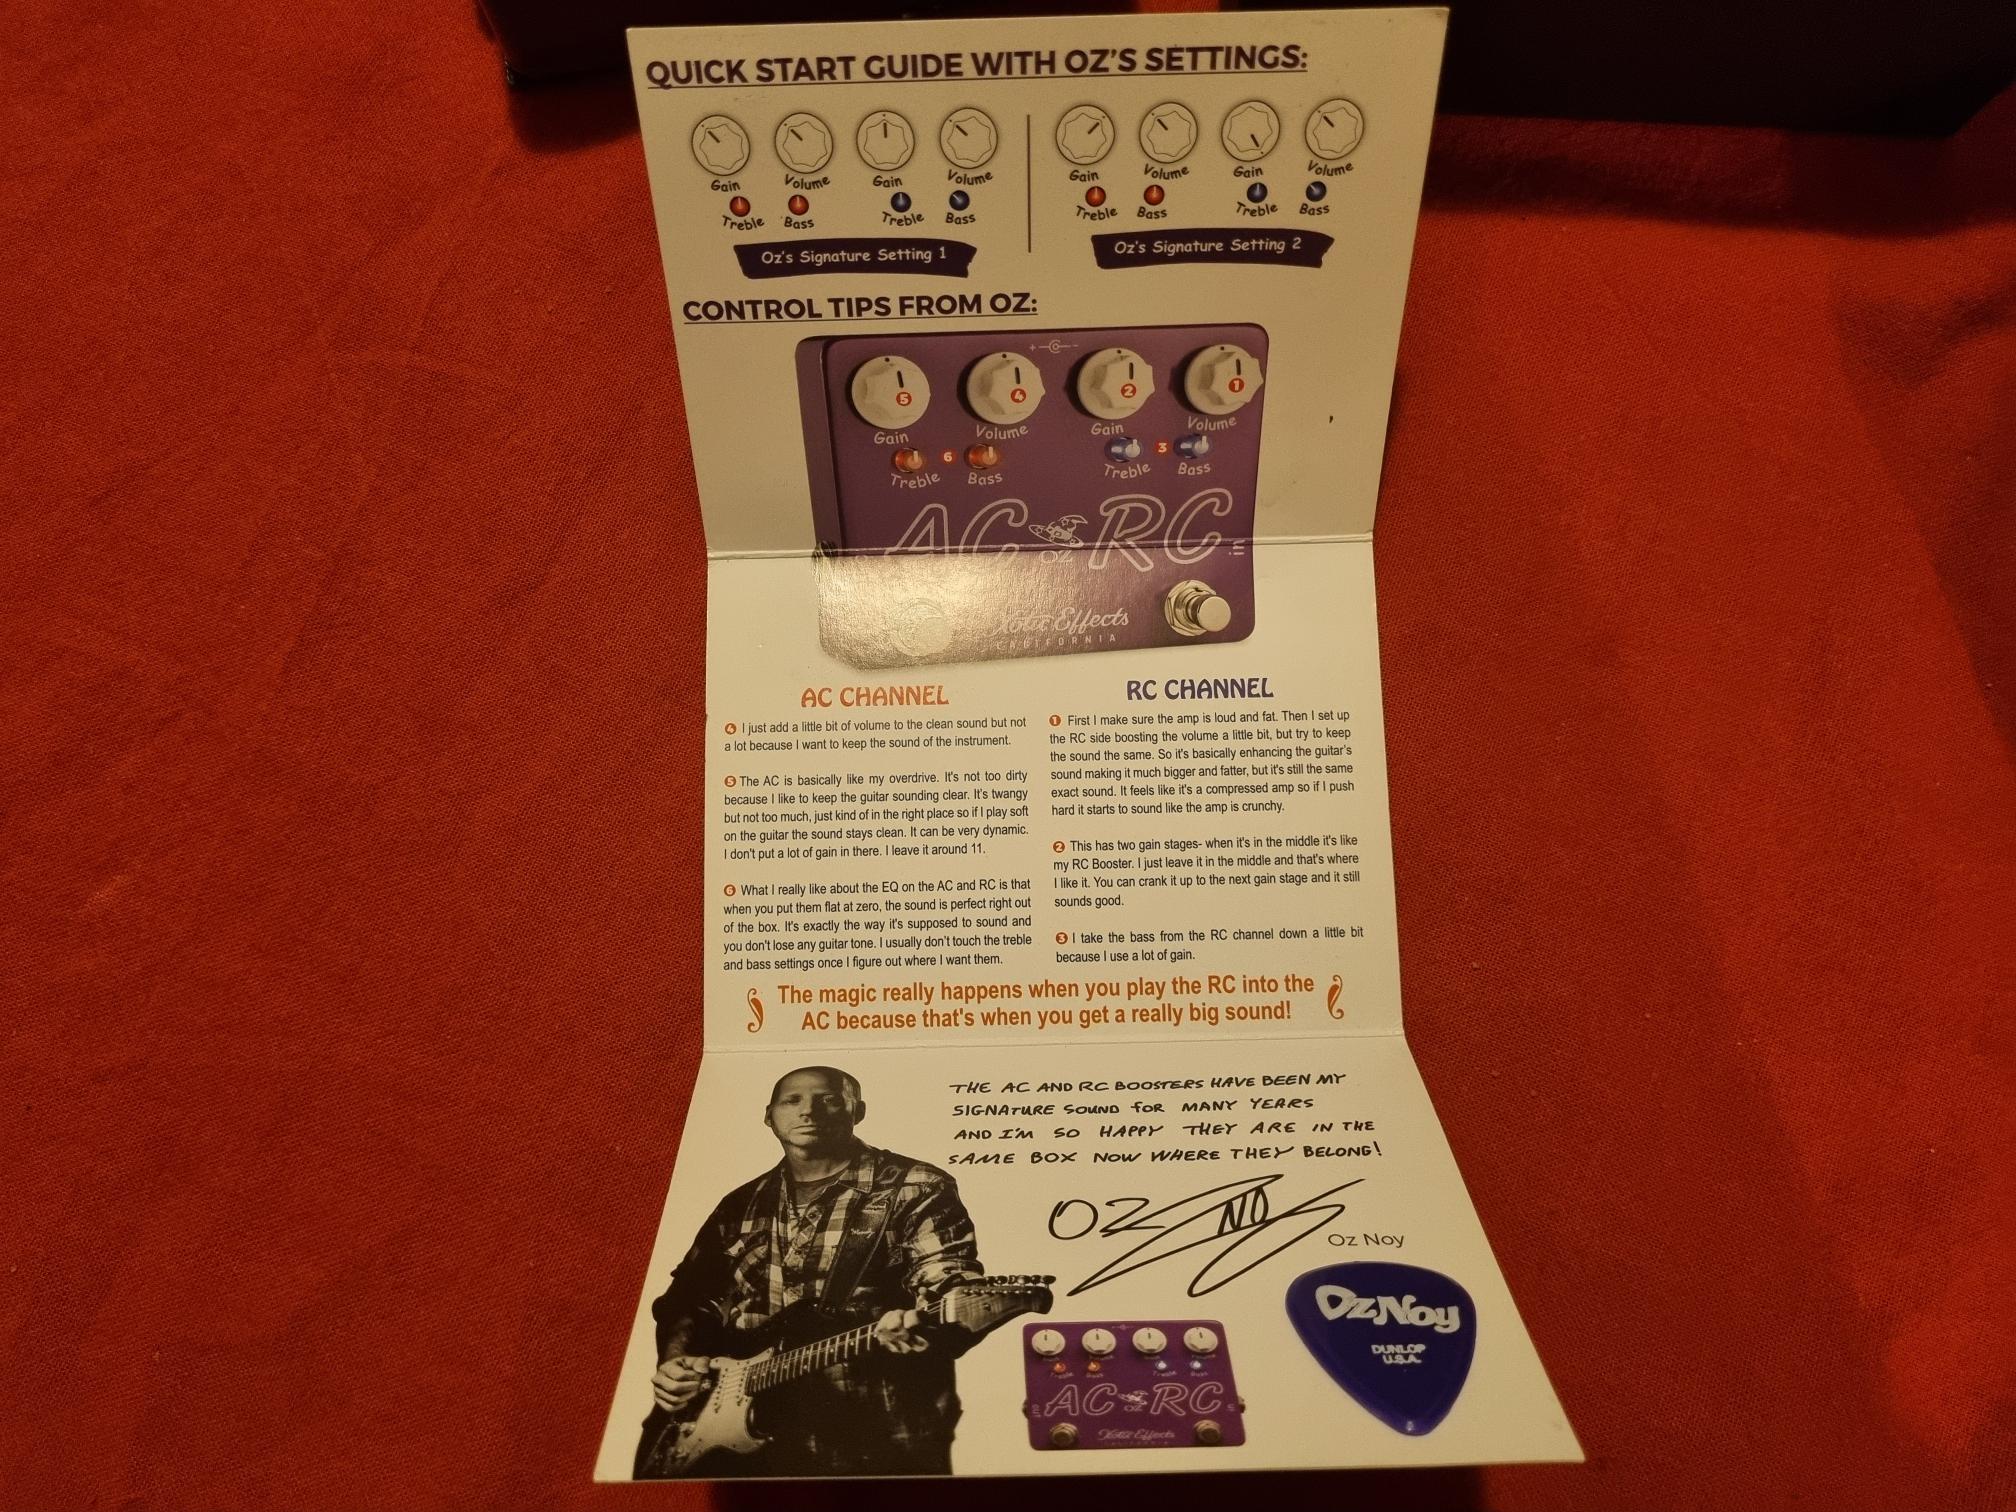 QUICK START GUIDE WITH OZ'S SETTINGS:
Gain Volume Gain Volume
Treble Bass Treble Bass
Oz's Signature Setting 1
Gain Volume Gain Volume
Treble Bass Treble Bass
Oz's Signature Setting 2
CONTROL TIPS FROM OZ:
5 4 2 1
Gain Volume Gain Volume
6 3
Treble Bass Treble Bass
AC OZ RC
in
Xotic Effects
CALIFORNIA
AC CHANNEL
4 I just add a little bit of volume to the clean sound but not
a lot because I want to keep the sound of the instrument.
5 The AC is basically like my overdrive. It's not too dirty
because I like to keep the guitar sounding clear. It's twangy
but not too much, just kind of in the right place so if I play soft
on the guitar the sound stays clean. It can be very dynamic.
I don't put a lot of gain in there. I leave it around 11.
6 What I really like about the EQ on the AC and RC is that
when you put them flat at zero, the sound is perfect right out
of the box. It's exactly the way it's supposed to sound and
you don't lose any guitar tone. I usually don't touch the treble
and bass settings once I figure out where I want them.
RC CHANNEL
1 First I make sure the amp is loud and fat. Then I set up
the RC side boosting the volume a little bit, but try to keep
the sound the same. So it's basically enhancing the guitar's
sound making it much bigger and fatter, but it's still the same
exact sound. It feels like it's a compressed amp so if I push
hard it starts to sound like the amp is crunchy.
2 This has two gain stages- when it's in the middle it's like
my RC Booster. I just leave it in the middle and that's where
I like it. You can crank it up to the next gain stage and it still
sounds good.
3 I take the bass from the RC channel down a little bit
because I use a lot of gain.
The magic really happens when you play the RC into the
AC because that's when you get a really big sound!
THE AC AND RC BOOSTERS HAVE BEEN MY
SIGNATURE SOUND FOR MANY YEARS
AND I'M SO HAPPY THEY ARE IN THE
SAME BOX NOW WHERE THEY BELONG!
OZ NOY
Oz Noy
OZ NOY
DUNLOP
U.S.A.
AC OZ RC
Xotic Effects
CALIFORNIA